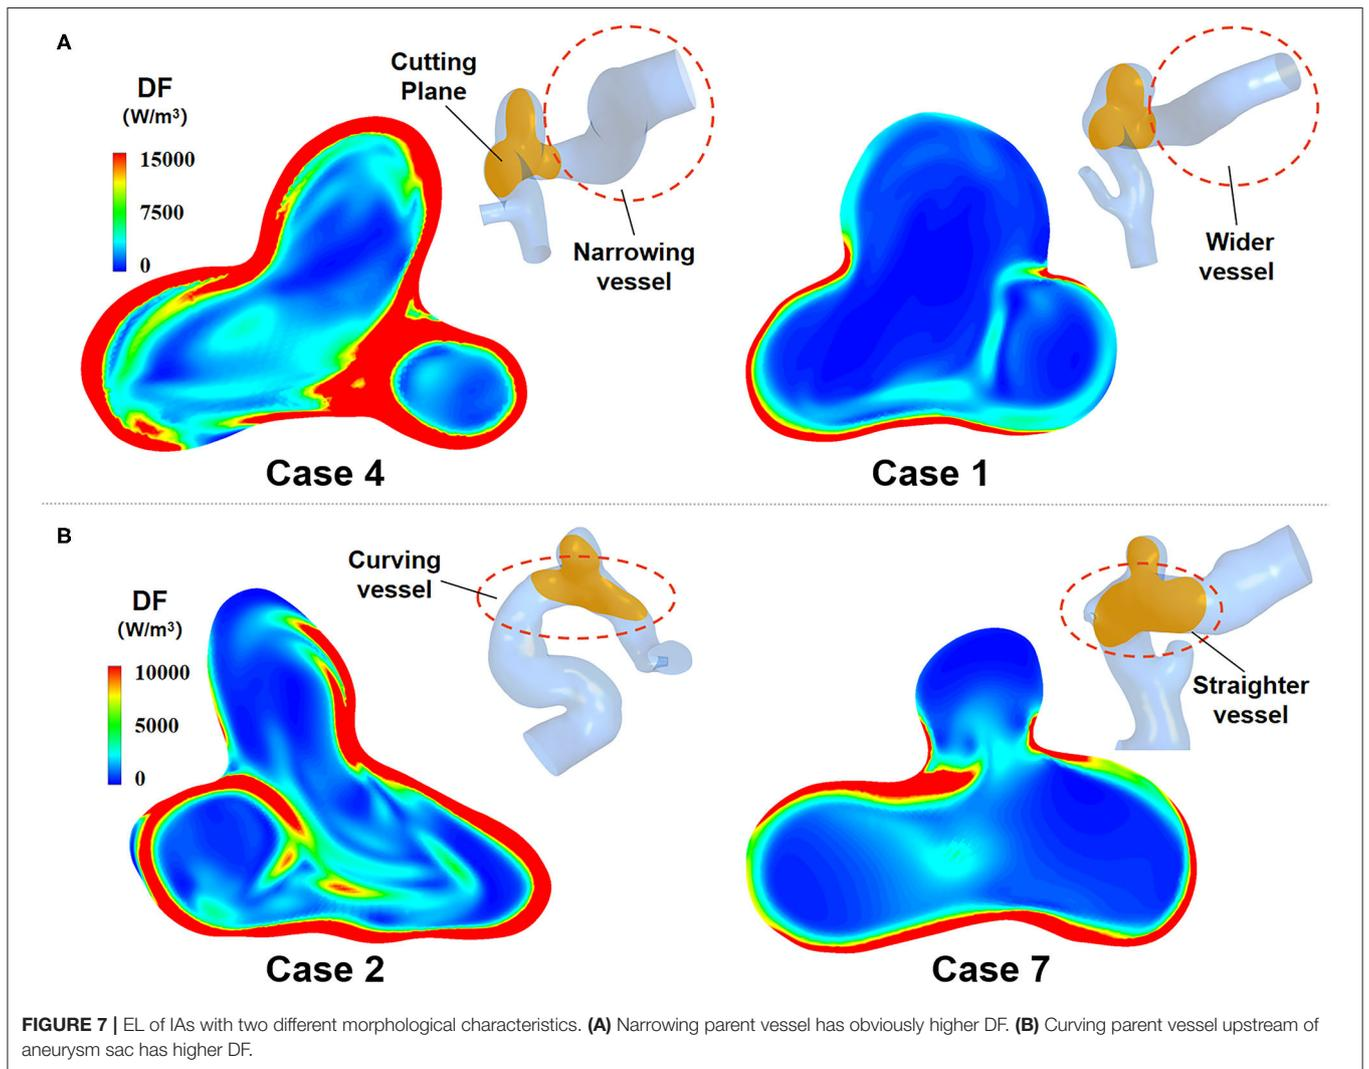 A
DF
(W/m³)
15000
7500
0
Cutting
Plane
Narrowing
vessel
Wider
vessel
Case 4
Case 1
B
DF
(W/m³)
10000
5000
0
Curving
vessel
Straighter
vessel
Case 2
Case 7
FIGURE 7 | EL of IAs with two different morphological characteristics. (A) Narrowing parent vessel has obviously higher DF. (B) Curving parent vessel upstream of
aneurysm sac has higher DF.